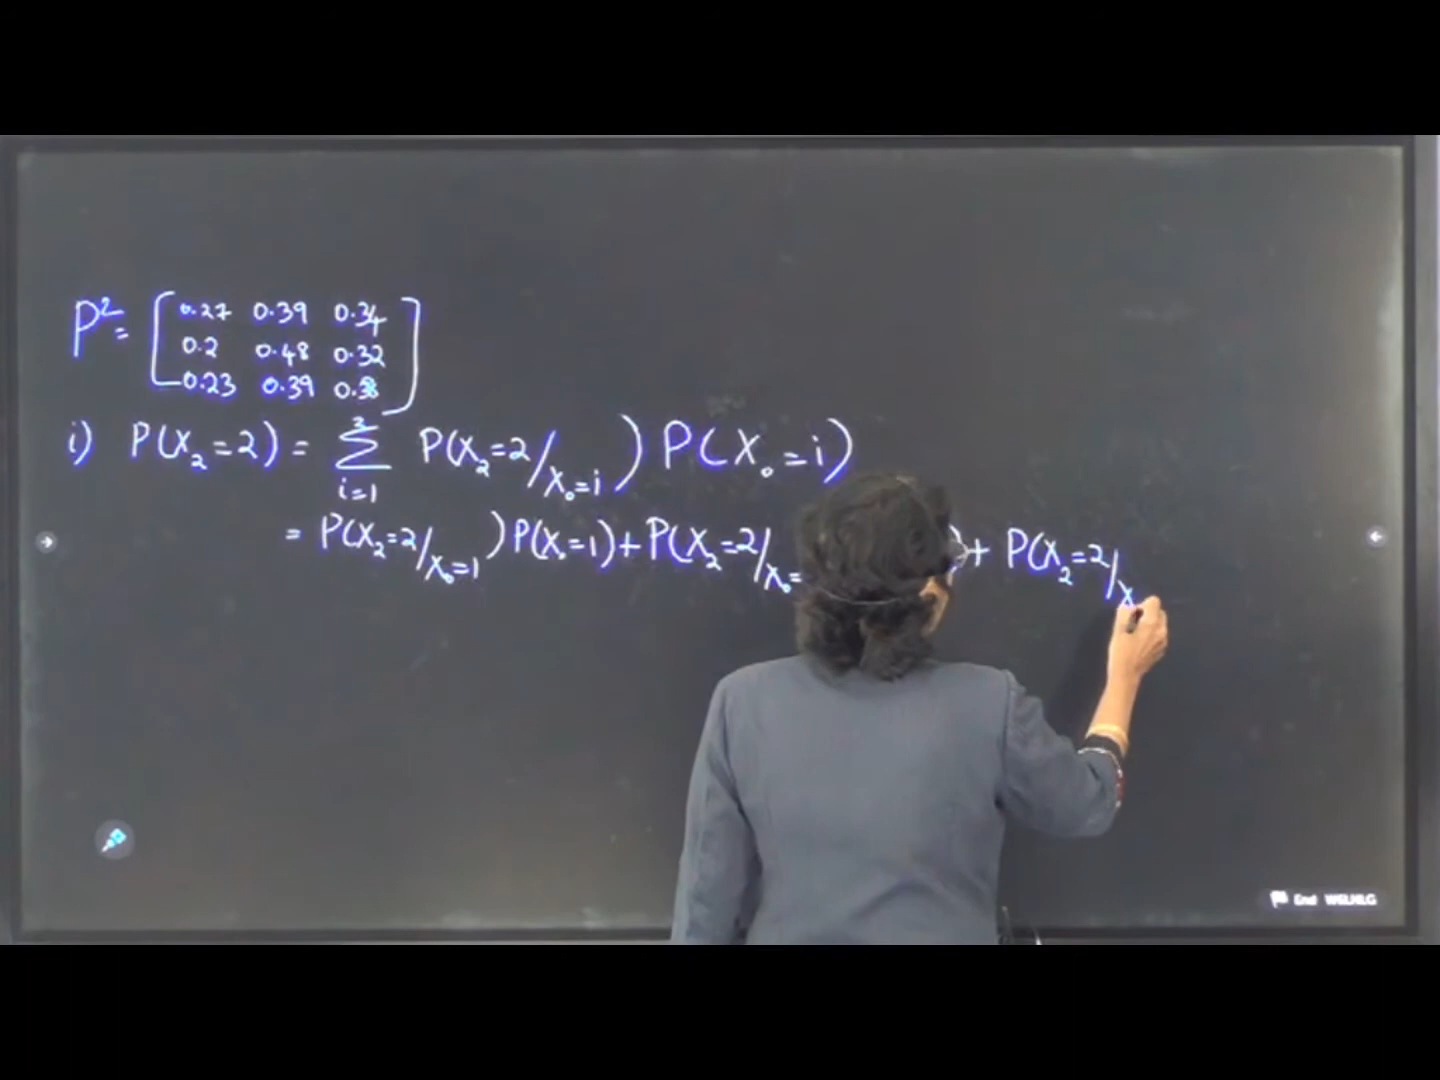 P² = [ 0.27 0.39 0.34
0.2 0.48 0.32
0.23 0.39 0.38 ]
i) P(X₂=2) = Σ i=1 3 P(X₂=2/X₀=i) P(X₀=i)
= P(X₂=2/X₀=1) P(X₀=1) + P(X₂=2/X₀= ) + P(X₂=2/X
End